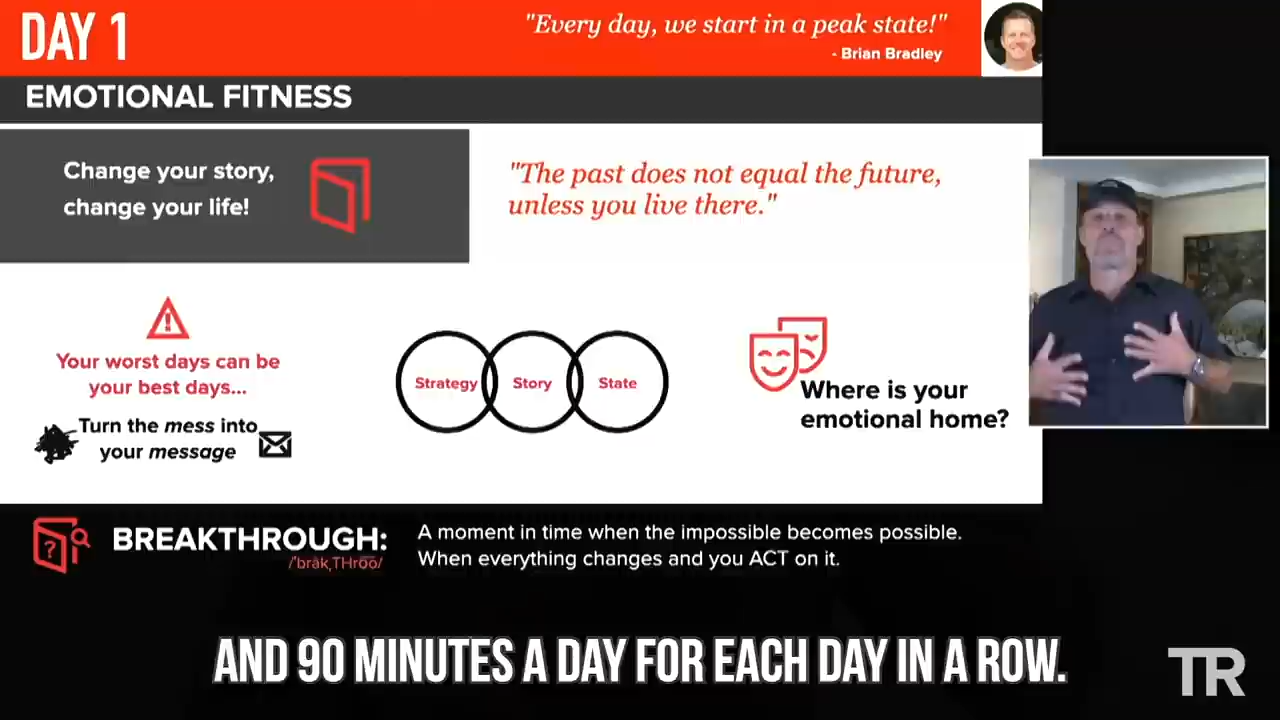 DAY 1
"Every day, we start in a peak state!"
- Brian Bradley
EMOTIONAL FITNESS
Change your story,
change your life!
"The past does not equal the future,
unless you live there."
Your worst days can be
your best days...
Turn the mess into
your message
Strategy
Story
State
Where is your
emotional home?
?
BREAKTHROUGH:
/'brāk,THro͞o/
A moment in time when the impossible becomes possible.
When everything changes and you ACT on it.
AND 90 MINUTES A DAY FOR EACH DAY IN A ROW.
TR